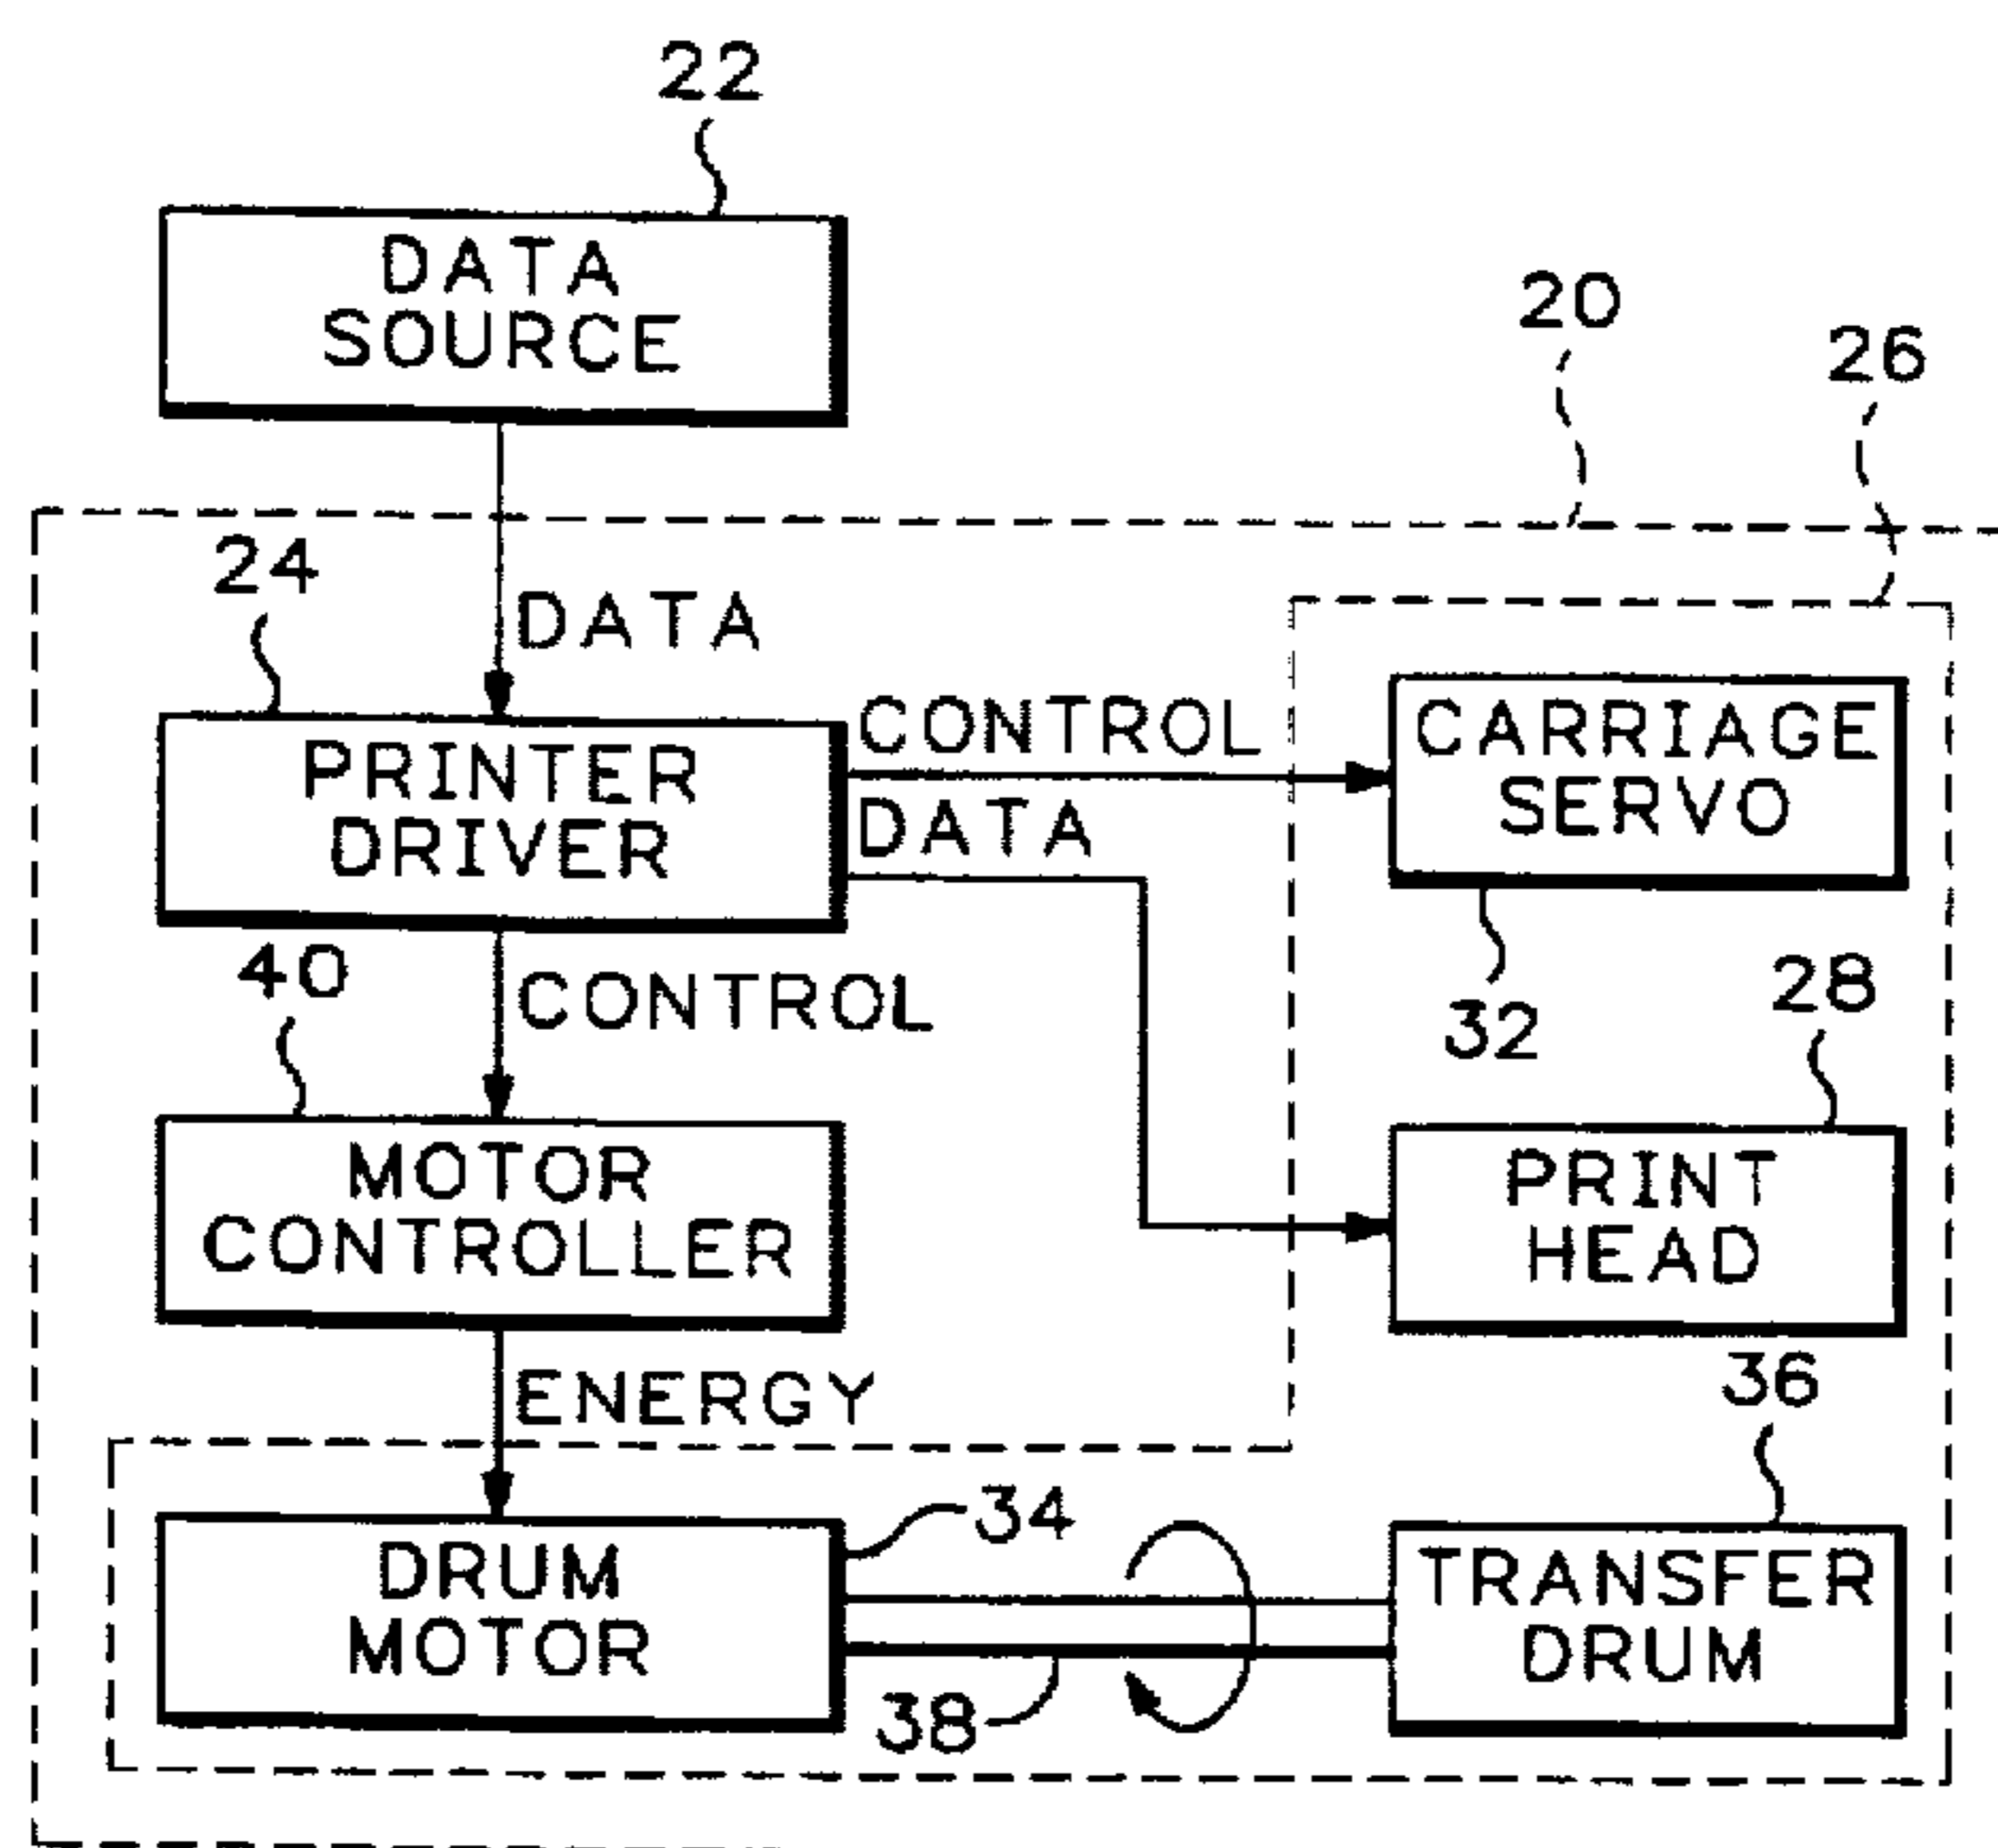 22
DATA
SOURCE
20
26
24
DATA
PRINTER
DRIVER
CONTROL
DATA
CARRIAGE
SERVO
40
CONTROL
32
28
MOTOR
CONTROLLER
PRINT
HEAD
ENERGY
36
DRUM
MOTOR
34
38
TRANSFER
DRUM